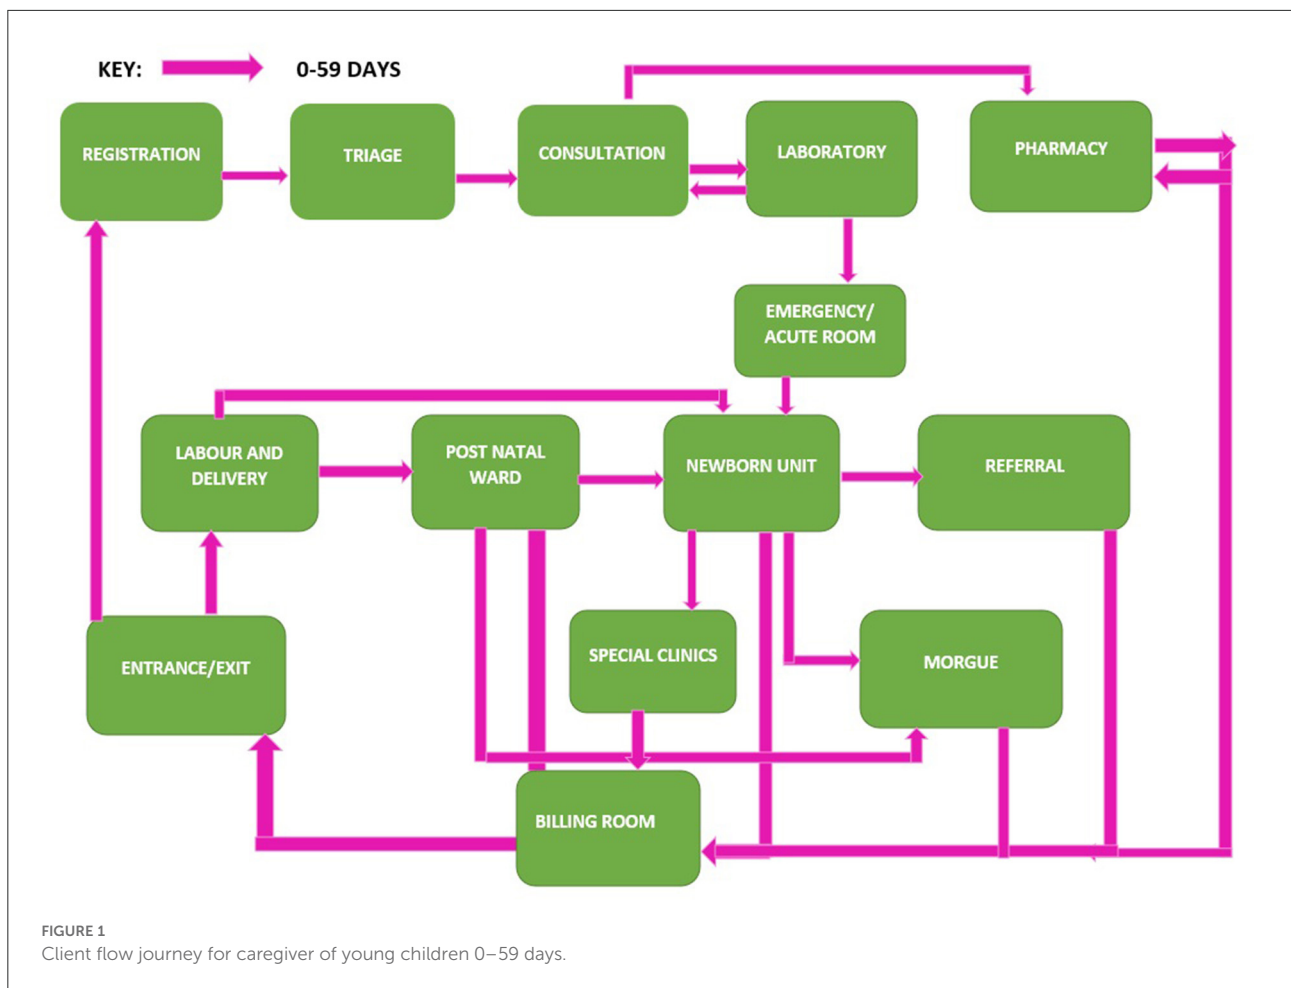 KEY: 0-59 DAYS
REGISTRATION
TRIAGE
CONSULTATION
LABORATORY
PHARMACY
EMERGENCY/
ACUTE ROOM
LABOUR AND
DELIVERY
POST NATAL
WARD
NEWBORN UNIT
REFERRAL
ENTRANCE/EXIT
SPECIAL CLINICS
MORGUE
BILLING ROOM
FIGURE 1
Client flow journey for caregiver of young children 0–59 days.